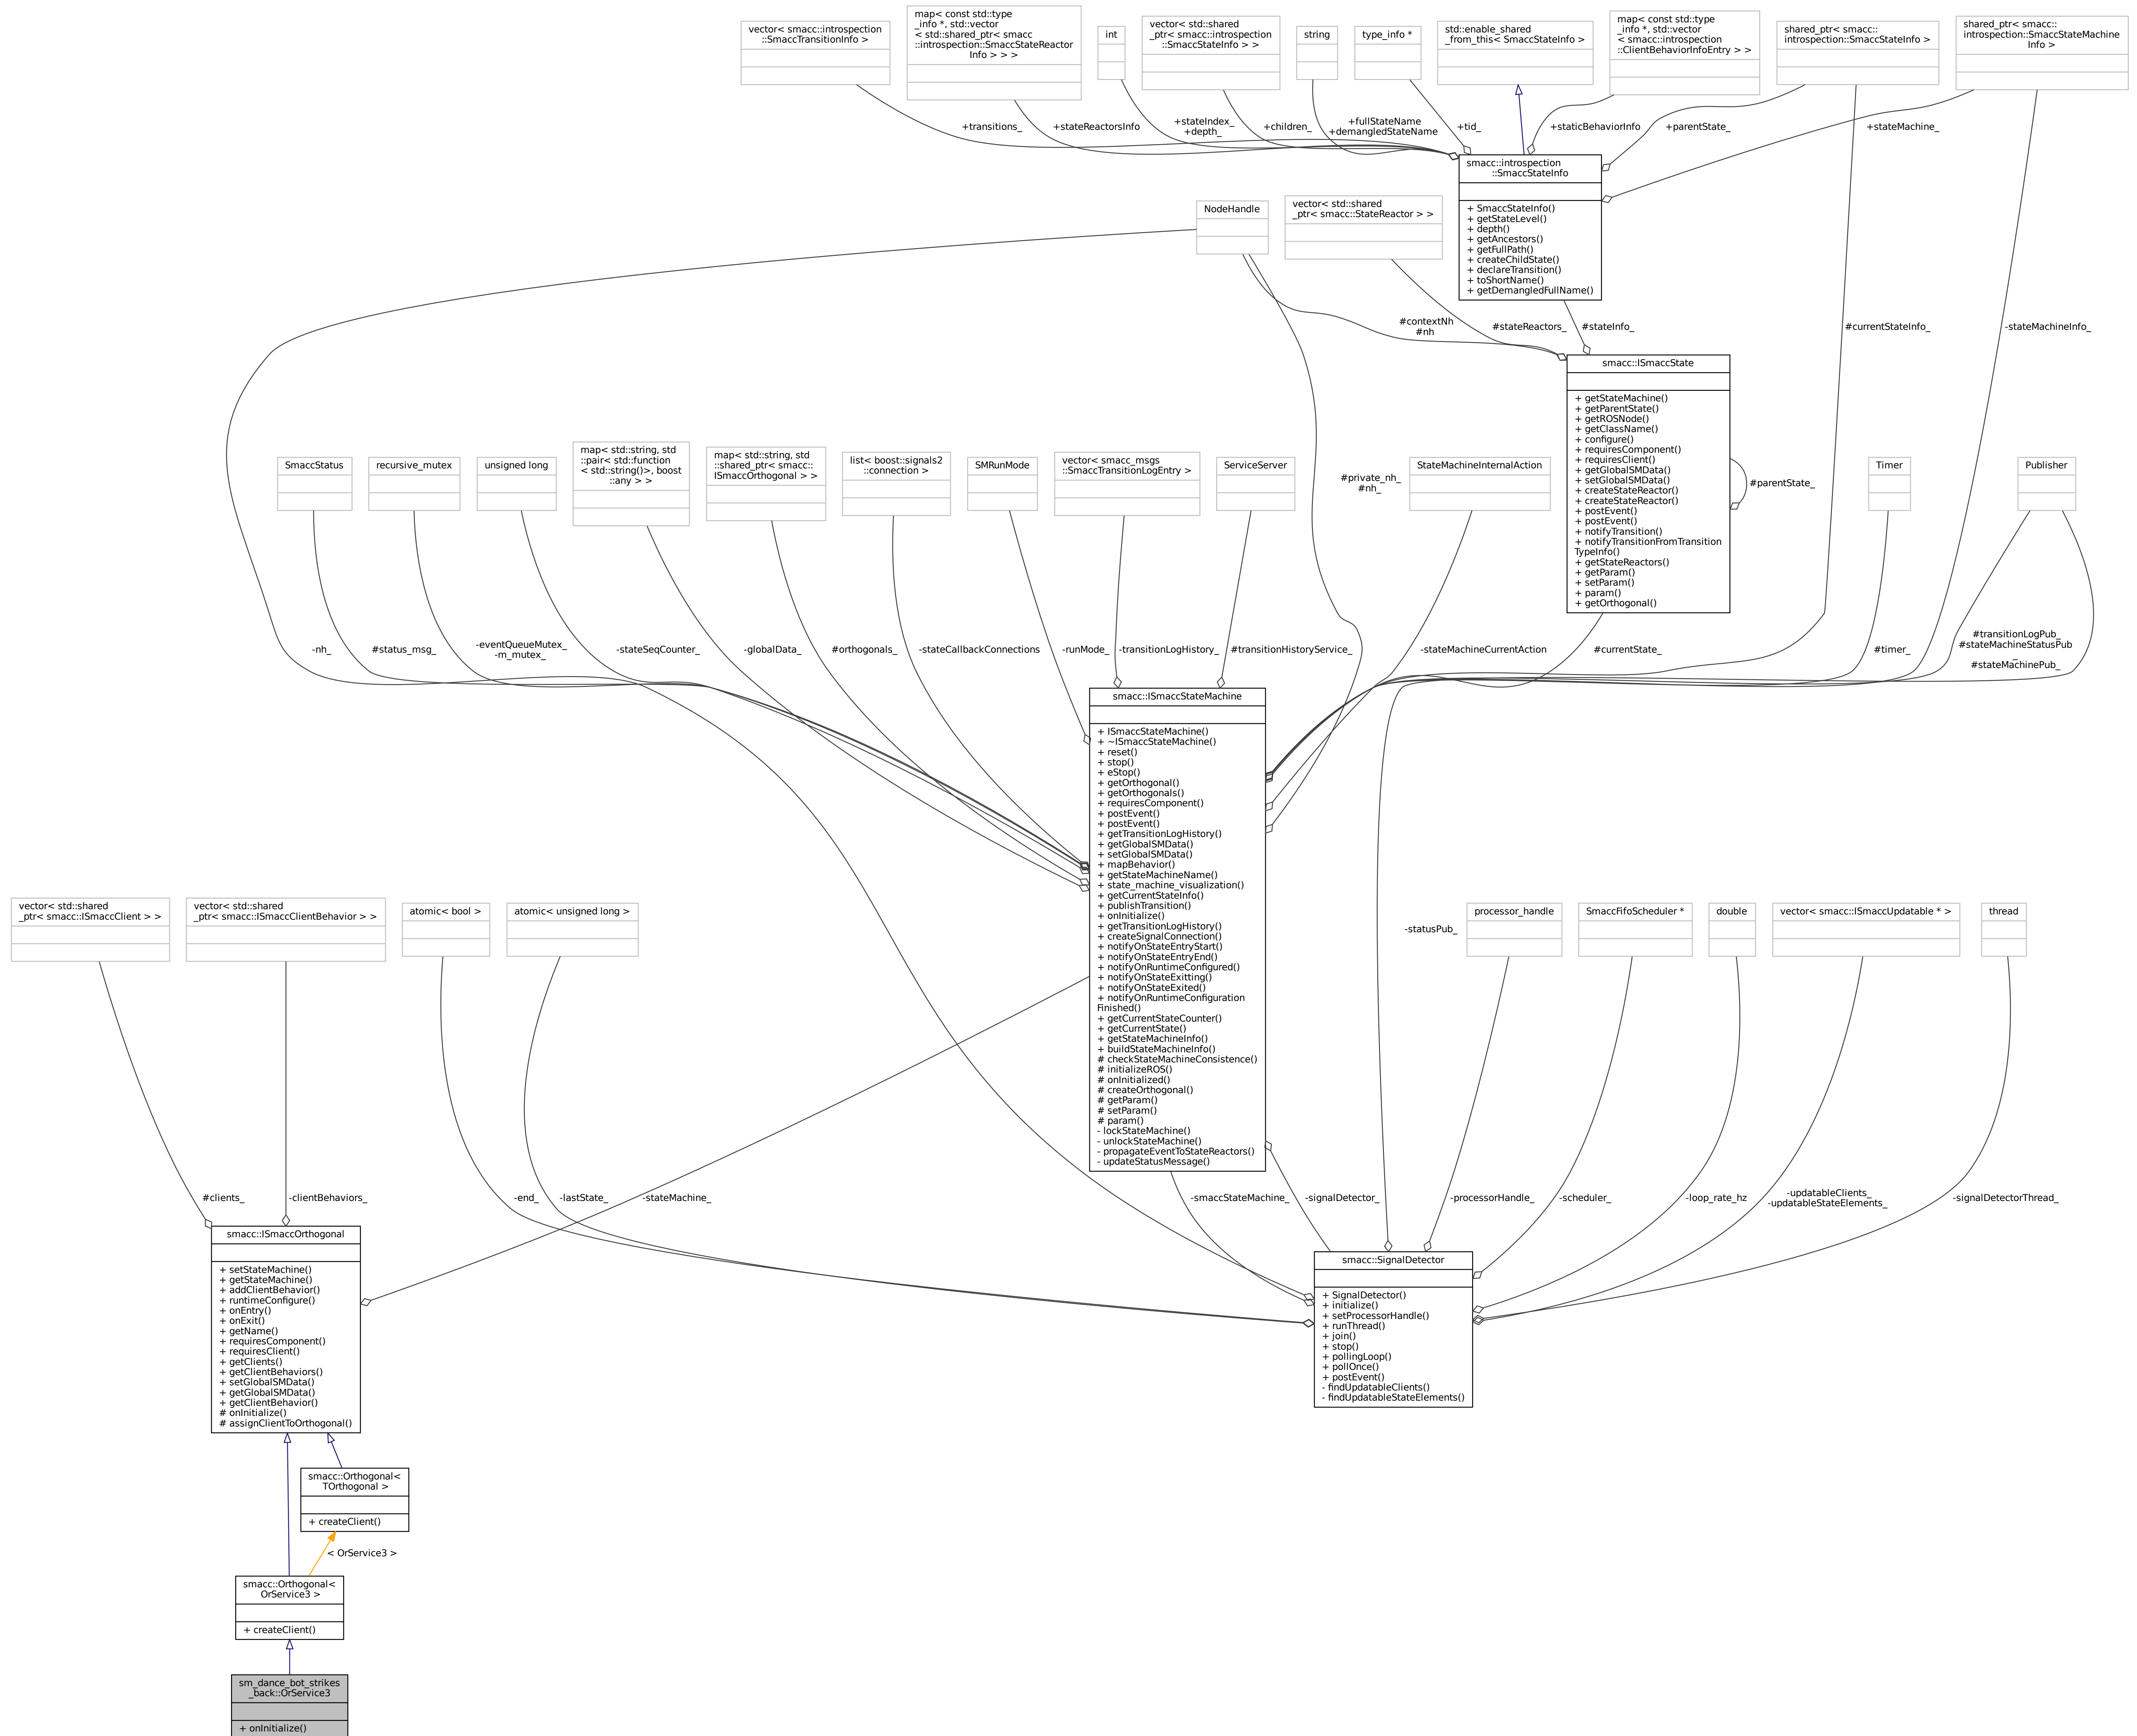 vector< smacc::introspection
::SmaccTransitionInfo >
map< const std::type
_info *, std::vector
< std::shared_ptr< smacc
::introspection::SmaccStateReactor
Info > > >
int
vector< std::shared
_ptr< smacc::introspection
::SmaccStateInfo > >
string
type_info *
std::enable_shared
_from_this< SmaccStateInfo >
map< const std::type
_info *, std::vector
< smacc::introspection
::ClientBehaviorInfoEntry > >
shared_ptr< smacc::
introspection::SmaccStateInfo >
shared_ptr< smacc::
introspection::SmaccStateMachine
Info >
+transitions_
+stateReactorsInfo
+stateIndex_
+depth_
+children_
+fullStateName
+demangledStateName
+tid_
+staticBehaviorInfo
+parentState_
+stateMachine_
smacc::introspection
::SmaccStateInfo
+ SmaccStateInfo()
+ getStateLevel()
+ depth()
+ getAncestors()
+ getFullPath()
+ createChildState()
+ declareTransition()
+ toShortName()
+ getDemangledFullName()
NodeHandle
vector< std::shared
_ptr< smacc::StateReactor > >
#contextNh
#nh
#stateReactors_
#stateInfo_
#currentStateInfo_
-stateMachineInfo_
smacc::ISmaccState
+ getStateMachine()
+ getParentState()
+ getROSNode()
+ getClassName()
+ configure()
+ requiresComponent()
+ requiresClient()
+ getGlobalSMData()
+ setGlobalSMData()
+ createStateReactor()
+ createStateReactor()
+ postEvent()
+ postEvent()
+ notifyTransition()
+ notifyTransitionFromTransition
TypeInfo()
+ getStateReactors()
+ getParam()
+ setParam()
+ param()
+ getOrthogonal()
#parentState_
SmaccStatus
recursive_mutex
unsigned long
map< std::string, std
::pair< std::function
< std::string()>, boost
::any > >
map< std::string, std
::shared_ptr< smacc::
ISmaccOrthogonal > >
list< boost::signals2
::connection >
SMRunMode
vector< smacc_msgs
::SmaccTransitionLogEntry >
ServiceServer
#private_nh_
#nh_
StateMachineInternalAction
Timer
Publisher
-nh_
#status_msg_
-eventQueueMutex_
-m_mutex_
-stateSeqCounter_
-globalData_
#orthogonals_
-stateCallbackConnections
-runMode_
-transitionLogHistory_
#transitionHistoryService_
-stateMachineCurrentAction
#currentState_
#timer_
#transitionLogPub_
#stateMachineStatusPub
_
#stateMachinePub_
smacc::ISmaccStateMachine
+ ISmaccStateMachine()
+ ~ISmaccStateMachine()
+ reset()
+ stop()
+ eStop()
+ getOrthogonal()
+ getOrthogonals()
+ requiresComponent()
+ postEvent()
+ postEvent()
+ getTransitionLogHistory()
+ getGlobalSMData()
+ setGlobalSMData()
+ mapBehavior()
+ getStateMachineName()
+ state_machine_visualization()
+ getCurrentStateInfo()
+ publishTransition()
+ onInitialize()
+ getTransitionLogHistory()
+ createSignalConnection()
+ notifyOnStateEntryStart()
+ notifyOnStateEntryEnd()
+ notifyOnRuntimeConfigured()
+ notifyOnStateExitting()
+ notifyOnStateExited()
+ notifyOnRuntimeConfiguration
Finished()
+ getCurrentStateCounter()
+ getCurrentState()
+ getStateMachineInfo()
+ buildStateMachineInfo()
# checkStateMachineConsistence()
# initializeROS()
# onInitialized()
# createOrthogonal()
# getParam()
# setParam()
# param()
- lockStateMachine()
- unlockStateMachine()
- propagateEventToStateReactors()
- updateStatusMessage()
vector< std::shared
_ptr< smacc::ISmaccClient > >
vector< std::shared
_ptr< smacc::ISmaccClientBehavior > >
atomic< bool >
atomic< unsigned long >
-statusPub_
processor_handle
SmaccFifoScheduler *
double
vector< smacc::ISmaccUpdatable * >
thread
#clients_
-clientBehaviors_
-end_
-lastState_
-stateMachine_
-smaccStateMachine_
-signalDetector_
-processorHandle_
-scheduler_
-loop_rate_hz
-updatableClients_
-updatableStateElements_
-signalDetectorThread_
smacc::ISmaccOrthogonal
+ setStateMachine()
+ getStateMachine()
+ addClientBehavior()
+ runtimeConfigure()
+ onEntry()
+ onExit()
+ getName()
+ requiresComponent()
+ requiresClient()
+ getClients()
+ getClientBehaviors()
+ setGlobalSMData()
+ getGlobalSMData()
+ getClientBehavior()
# onInitialize()
# assignClientToOrthogonal()
smacc::SignalDetector
+ SignalDetector()
+ initialize()
+ setProcessorHandle()
+ runThread()
+ join()
+ stop()
+ pollingLoop()
+ pollOnce()
+ postEvent()
- findUpdatableClients()
- findUpdatableStateElements()
smacc::Orthogonal<
TOrthogonal >
+ createClient()
< OrService3 >
smacc::Orthogonal<
OrService3 >
+ createClient()
sm_dance_bot_strikes
_back::OrService3
+ onInitialize()